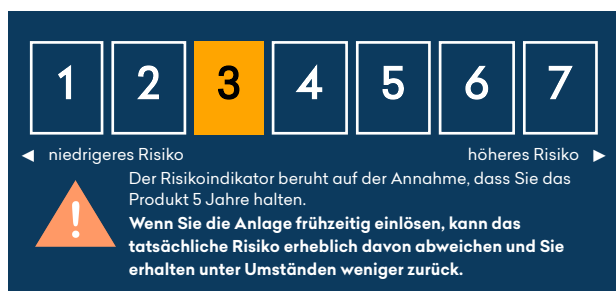 1 2 3 4 5 6 7
◄ niedrigeres Risiko höheres Risiko ►
Der Risikoindikator beruht auf der Annahme, dass Sie das
Produkt 5 Jahre halten.
Wenn Sie die Anlage frühzeitig einlösen, kann das
tatsächliche Risiko erheblich davon abweichen und Sie
erhalten unter Umständen weniger zurück.
!